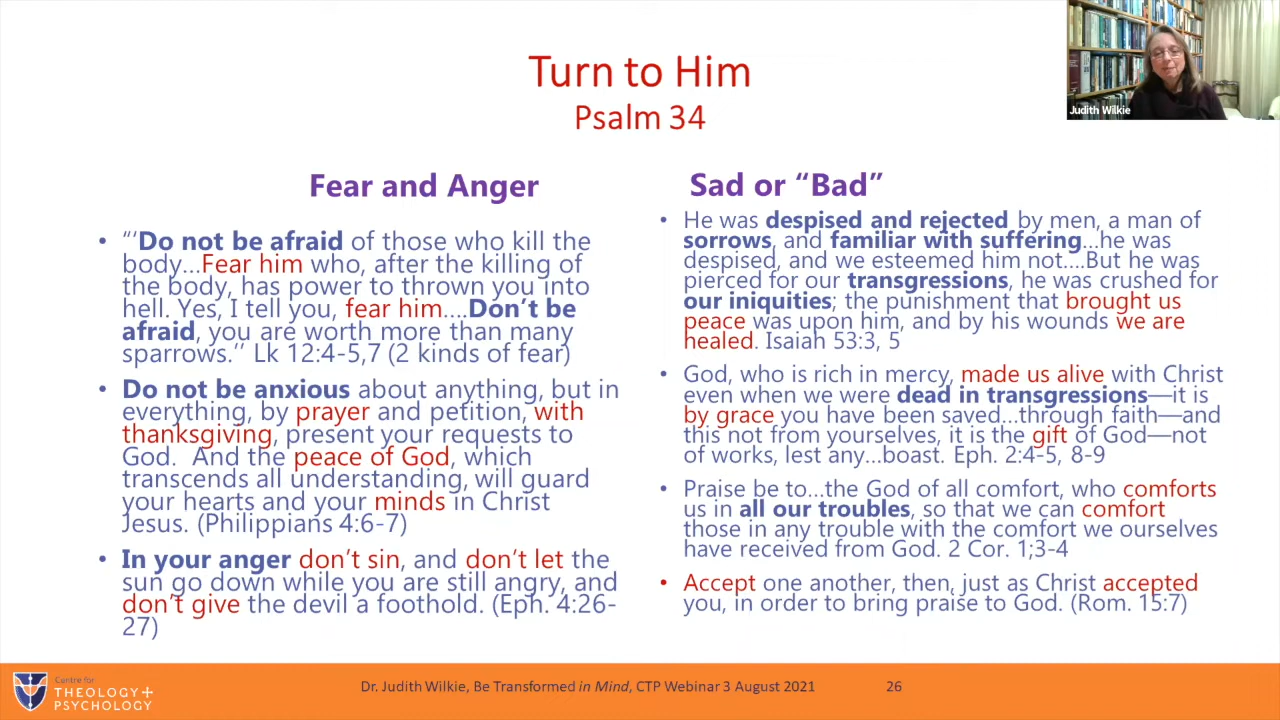 Turn to Him
Psalm 34
Judith Wilkie
Fear and Anger
• “‘Do not be afraid of those who kill the
body…Fear him who, after the killing of
the body, has power to thrown you into
hell. Yes, I tell you, fear him….Don’t be
afraid, you are worth more than many
sparrows.’’ Lk 12:4-5,7 (2 kinds of fear)
• Do not be anxious about anything, but in
everything, by prayer and petition, with
thanksgiving, present your requests to
God. And the peace of God, which
transcends all understanding, will guard
your hearts and your minds in Christ
Jesus. (Philippians 4:6-7)
• In your anger don’t sin, and don’t let the
sun go down while you are still angry, and
don’t give the devil a foothold. (Eph. 4:26-
27)
Sad or “Bad”
• He was despised and rejected by men, a man of
sorrows, and familiar with suffering…he was
despised, and we esteemed him not….But he was
pierced for our transgressions, he was crushed for
our iniquities; the punishment that brought us
peace was upon him, and by his wounds we are
healed. Isaiah 53:3, 5
• God, who is rich in mercy, made us alive with Christ
even when we were dead in transgressions—it is
by grace you have been saved…through faith—and
this not from yourselves, it is the gift of God—not
of works, lest any…boast. Eph. 2:4-5, 8-9
• Praise be to…the God of all comfort, who comforts
us in all our troubles, so that we can comfort
those in any trouble with the comfort we ourselves
have received from God. 2 Cor. 1;3-4
• Accept one another, then, just as Christ accepted
you, in order to bring praise to God. (Rom. 15:7)
Centre for
THEOLOGY+
PSYCHOLOGY
Dr. Judith Wilkie, Be Transformed in Mind, CTP Webinar 3 August 2021
26